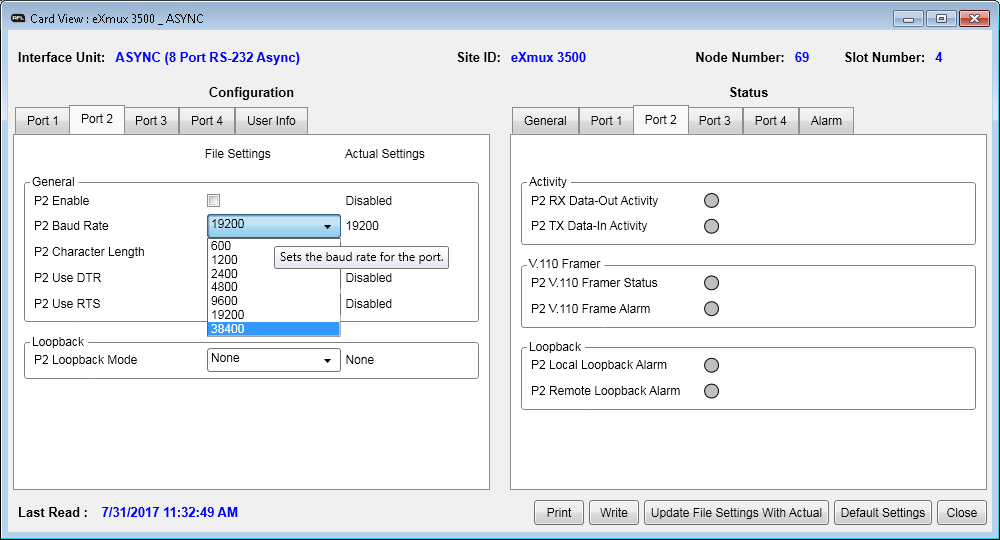 AFL Card View : eXmux 3500 _ ASYNC
Interface Unit: ASYNC (8 Port RS-232 Async) Site ID: eXmux 3500 Node Number: 69 Slot Number: 4
Configuration
Port 1 Port 2 Port 3 Port 4 User Info
File Settings Actual Settings
General
P2 Enable Disabled
P2 Baud Rate 19200 19200
P2 Character Length
P2 Use DTR Disabled
P2 Use RTS Disabled
600
1200
2400
4800
9600
19200
38400
Sets the baud rate for the port.
Loopback
P2 Loopback Mode None None
Status
General Port 1 Port 2 Port 3 Port 4 Alarm
Activity
P2 RX Data-Out Activity
P2 TX Data-In Activity
V.110 Framer
P2 V.110 Framer Status
P2 V.110 Frame Alarm
Loopback
P2 Local Loopback Alarm
P2 Remote Loopback Alarm
Last Read : 7/31/2017 11:32:49 AM
Print Write Update File Settings With Actual Default Settings Close